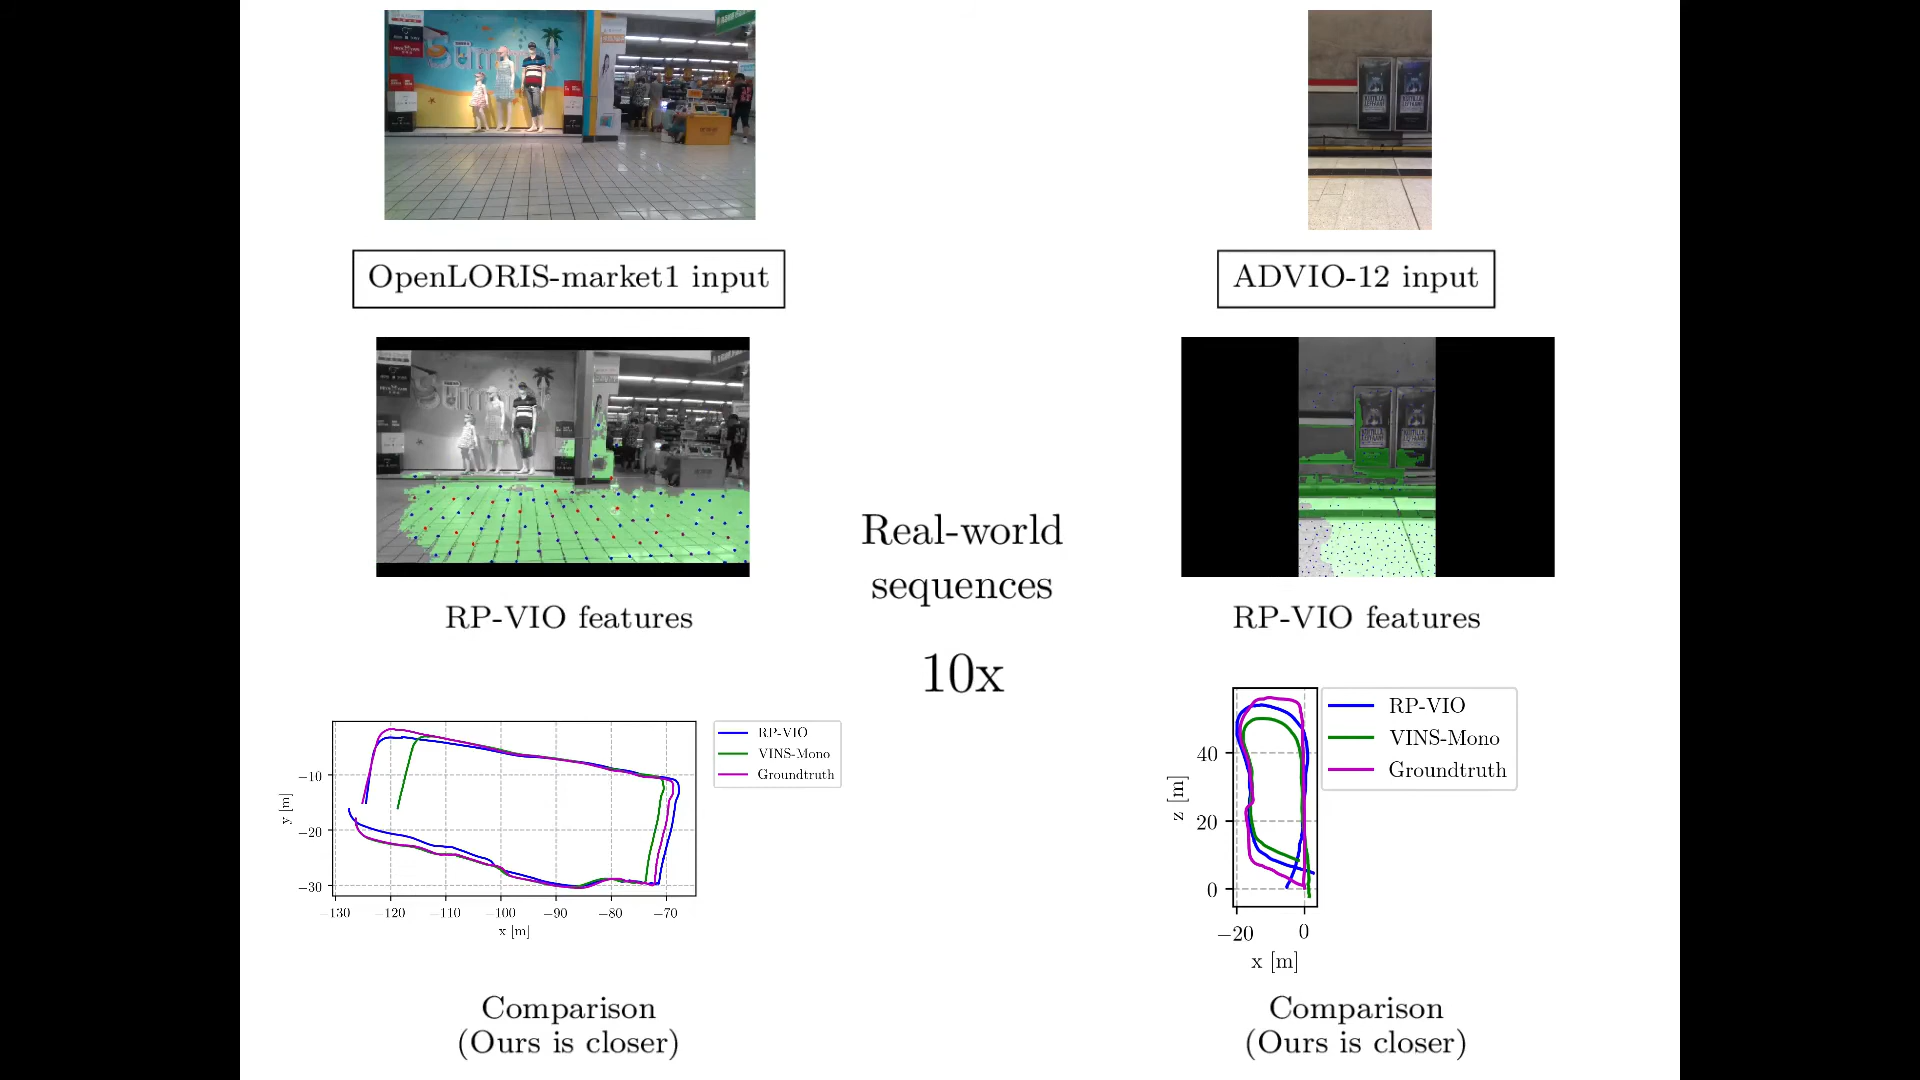 Summer
OpenLORIS-market1 input
ADVIO-12 input
Summer
RP-VIO features
Real-world
sequences
10x
RP-VIO features
RP-VIO
VINS-Mono
Groundtruth
y [m]
−10
−20
−30
−130 −120 −110 −100 −90 −80 −70
x [m]
RP-VIO
VINS-Mono
Groundtruth
z [m]
40
20
0
−20 0
x [m]
Comparison
(Ours is closer)
Comparison
(Ours is closer)